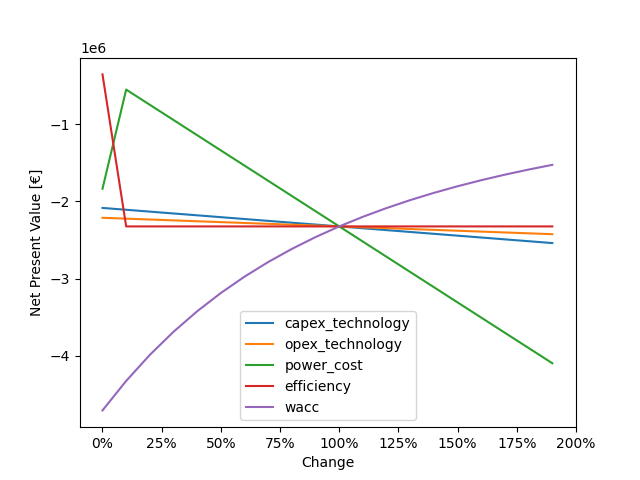 1e6
−1
−2
−3
−4
Net Present Value [€]
capex_technology
opex_technology
power_cost
efficiency
wacc
0% 25% 50% 75% 100% 125% 150% 175% 200%
Change